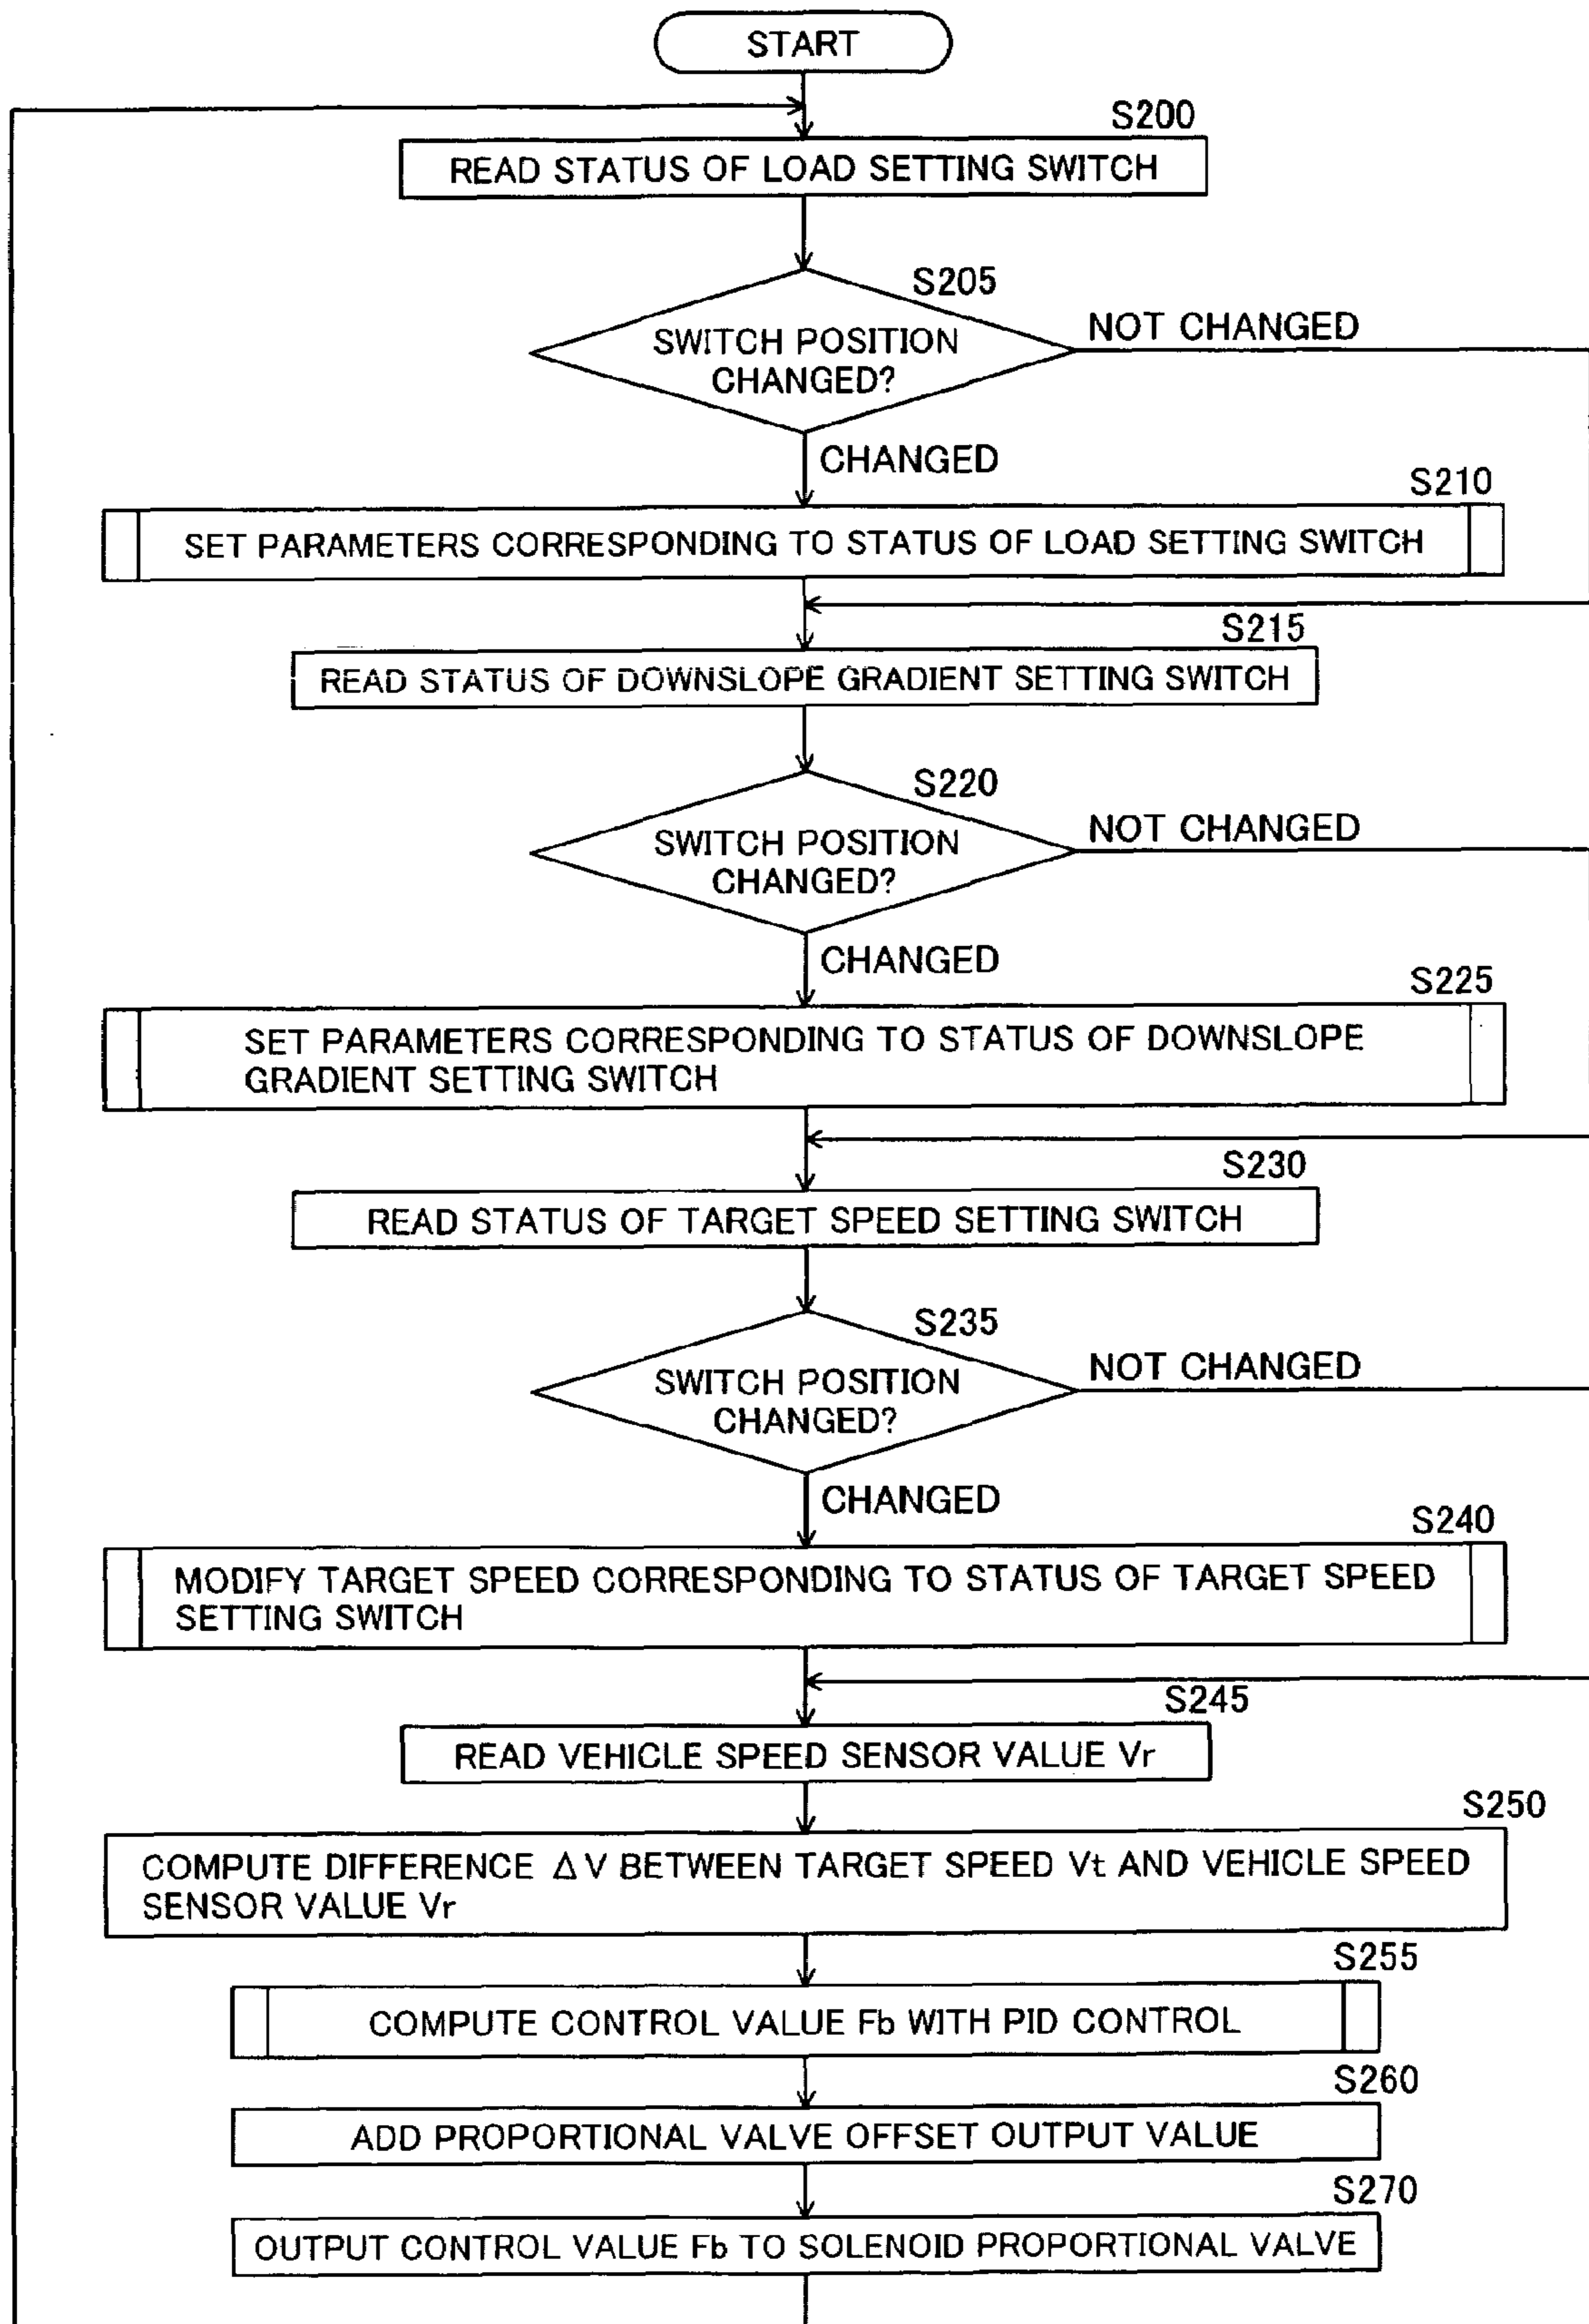 START
S200
READ STATUS OF LOAD SETTING SWITCH
S205
SWITCH POSITION
CHANGED?
NOT CHANGED
CHANGED
S210
SET PARAMETERS CORRESPONDING TO STATUS OF LOAD SETTING SWITCH
S215
READ STATUS OF DOWNSLOPE GRADIENT SETTING SWITCH
S220
SWITCH POSITION
CHANGED?
NOT CHANGED
CHANGED
S225
SET PARAMETERS CORRESPONDING TO STATUS OF DOWNSLOPE
GRADIENT SETTING SWITCH
S230
READ STATUS OF TARGET SPEED SETTING SWITCH
S235
SWITCH POSITION
CHANGED?
NOT CHANGED
CHANGED
S240
MODIFY TARGET SPEED CORRESPONDING TO STATUS OF TARGET SPEED
SETTING SWITCH
S245
READ VEHICLE SPEED SENSOR VALUE Vr
S250
COMPUTE DIFFERENCE ΔV BETWEEN TARGET SPEED Vt AND VEHICLE SPEED
SENSOR VALUE Vr
S255
COMPUTE CONTROL VALUE Fb WITH PID CONTROL
S260
ADD PROPORTIONAL VALVE OFFSET OUTPUT VALUE
S270
OUTPUT CONTROL VALUE Fb TO SOLENOID PROPORTIONAL VALVE